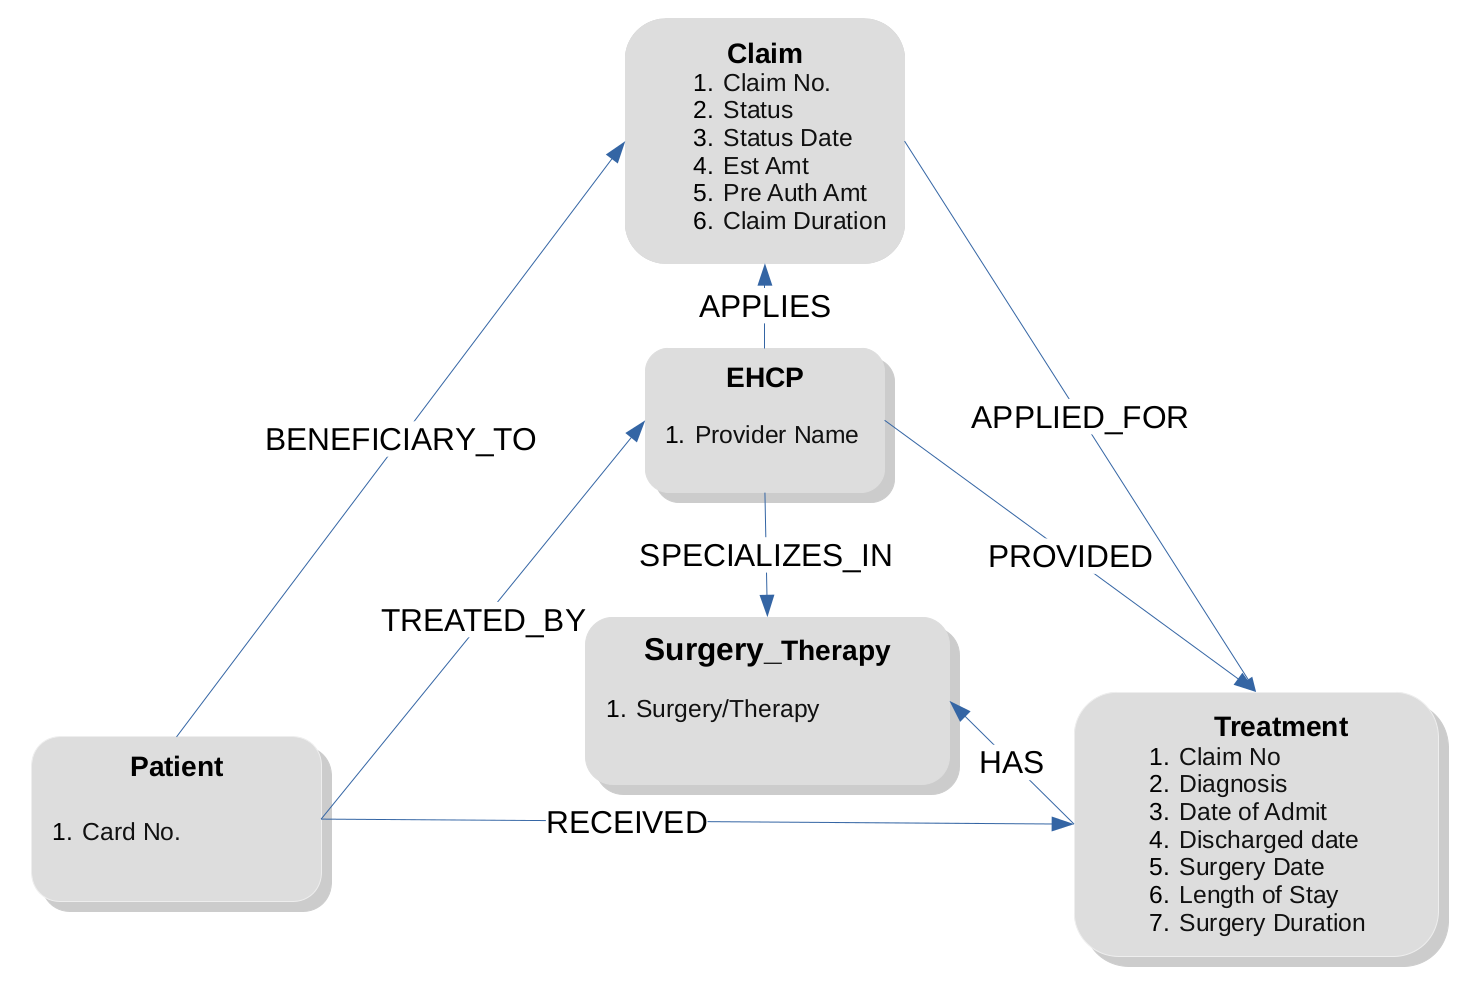 Claim
1. Claim No.
2. Status
3. Status Date
4. Est Amt
5. Pre Auth Amt
6. Claim Duration
APPLIES
EHCP
1. Provider Name
APPLIED_FOR
BENEFICIARY_TO
SPECIALIZES_IN
PROVIDED
TREATED_BY
Surgery_Therapy
1. Surgery/Therapy
HAS
Patient
1. Card No.
RECEIVED
Treatment
1. Claim No
2. Diagnosis
3. Date of Admit
4. Discharged date
5. Surgery Date
6. Length of Stay
7. Surgery Duration